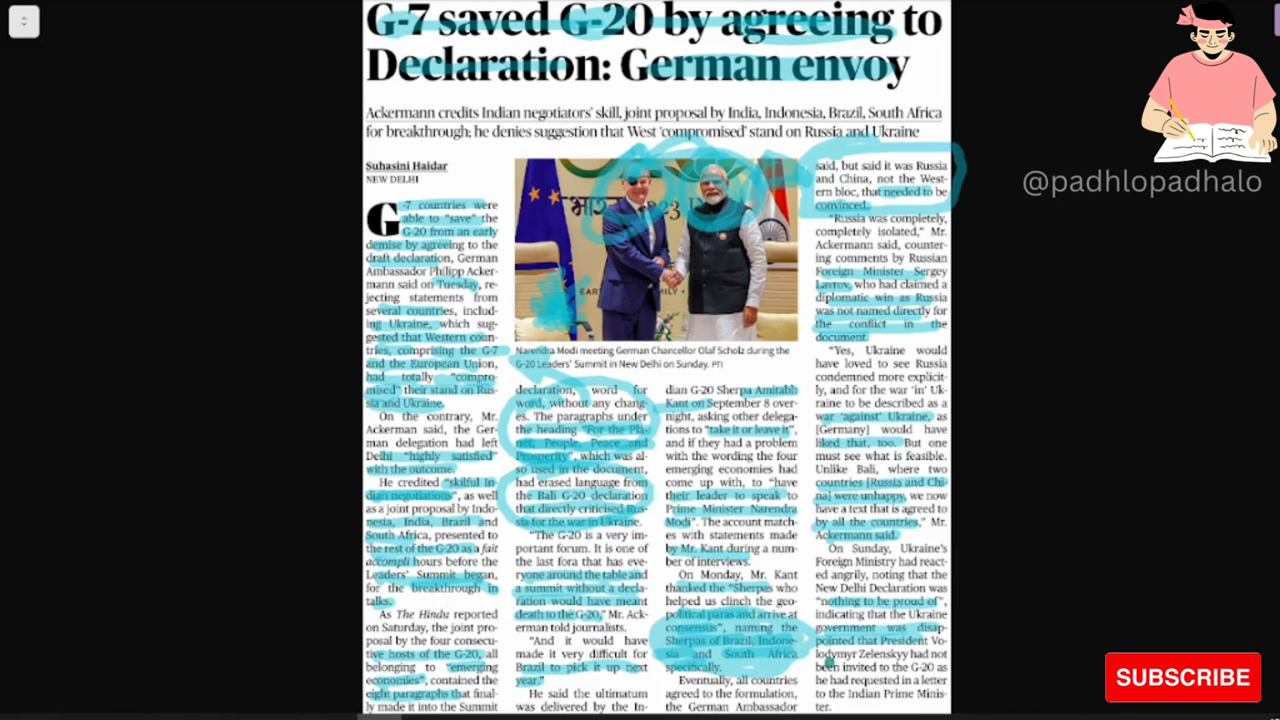 G-7 saved G-20 by agreeing to
Declaration: German envoy
Ackermann credits Indian negotiators' skill, joint proposal by India, Indonesia, Brazil, South Africa
for breakthrough; he denies suggestion that West 'compromised' stand on Russia and Ukraine
Suhasini Haidar
NEW DELHI
G-7 countries were
able to "save" the
G-20 from an early
demise by agreeing to the
draft declaration, German
Ambassador Philipp Acker-
mann said on Tuesday, re-
jecting statements from
several countries, includ-
ing Ukraine, which sug-
gested that Western coun-
tries, comprising the G-7
and the European Union,
had totally "compro-
mised" their stand on Rus-
sia and Ukraine.
On the contrary, Mr.
Ackerman said, the Ger-
man delegation had left
Delhi "highly satisfied"
with the outcome.
He credited "skilful In-
dian negotiations", as well
as a joint proposal by Indo-
nesia, India, Brazil and
South Africa, presented to
the rest of the G-20 as a fait
accompli hours before the
Leaders' Summit began,
for the breakthrough in
talks.
As The Hindu reported
on Saturday, the joint pro-
posal by the four consecu-
tive hosts of the G-20, all
belonging to "emerging
economies", contained the
eight paragraphs that final-
ly made it into the Summit
भारत 2023 IN
EARTH FAMILY
Narendra Modi meeting German Chancellor Olaf Scholz during the
G-20 Leaders' Summit in New Delhi on Sunday. PTI
declaration, word for
word, without any chang-
es. The paragraphs under
the heading "For the Pla-
net, People, Peace and
Prosperity", which was al-
so used in the document,
had erased language from
the Bali G-20 declaration
that directly criticised Rus-
sia for the war in Ukraine.
"The G-20 is a very im-
portant forum. It is one of
the last fora that has eve-
ryone around the table and
a summit without a decla-
ration would have meant
death to the G-20," Mr. Ack-
erman told journalists.
"And it would have
made it very difficult for
Brazil to pick it up next
year."
He said the ultimatum
was delivered by the In-
dian G-20 Sherpa Amitabh
Kant on September 8 over-
night, asking other delega-
tions to "take it or leave it",
and if they had a problem
with the wording the four
emerging economies had
come up with, to "have
their leader to speak to
Prime Minister Narendra
Modi". The account match-
es with statements made
by Mr. Kant during a num-
ber of interviews.
On Monday, Mr. Kant
thanked the "Sherpas who
helped us clinch the geo-
political paras and arrive at
consensus", naming the
Sherpas of Brazil, Indone-
sia and South Africa
specifically.
Eventually, all countries
agreed to the formulation,
the German Ambassador
said, but said it was Russia
and China, not the West-
ern bloc, that needed to be
convinced.
"Russia was completely,
completely isolated," Mr.
Ackermann said, counter-
ing comments by Russian
Foreign Minister Sergey
Lavrov, who had claimed a
diplomatic win as Russia
was not named directly for
the conflict in the
document.
"Yes, Ukraine would
have loved to see Russia
condemned more explicit-
ly, and for the war 'in' Uk-
raine to be described as a
war 'against' Ukraine, as
[Germany] would have
liked that, too. But one
must see what is feasible.
Unlike Bali, where two
countries [Russia and Chi-
na] were unhappy, we now
have a text that is agreed to
by all the countries," Mr.
Ackermann said.
On Sunday, Ukraine's
Foreign Ministry had react-
ed angrily, noting that the
New Delhi Declaration was
"nothing to be proud of",
indicating that the Ukraine
government was disap-
pointed that President Vo-
lodymyr Zelenskyy had not
been invited to the G-20 as
he had requested in a letter
to the Indian Prime Minis-
ter.
@padhlopadhalo
SUBSCRIBE